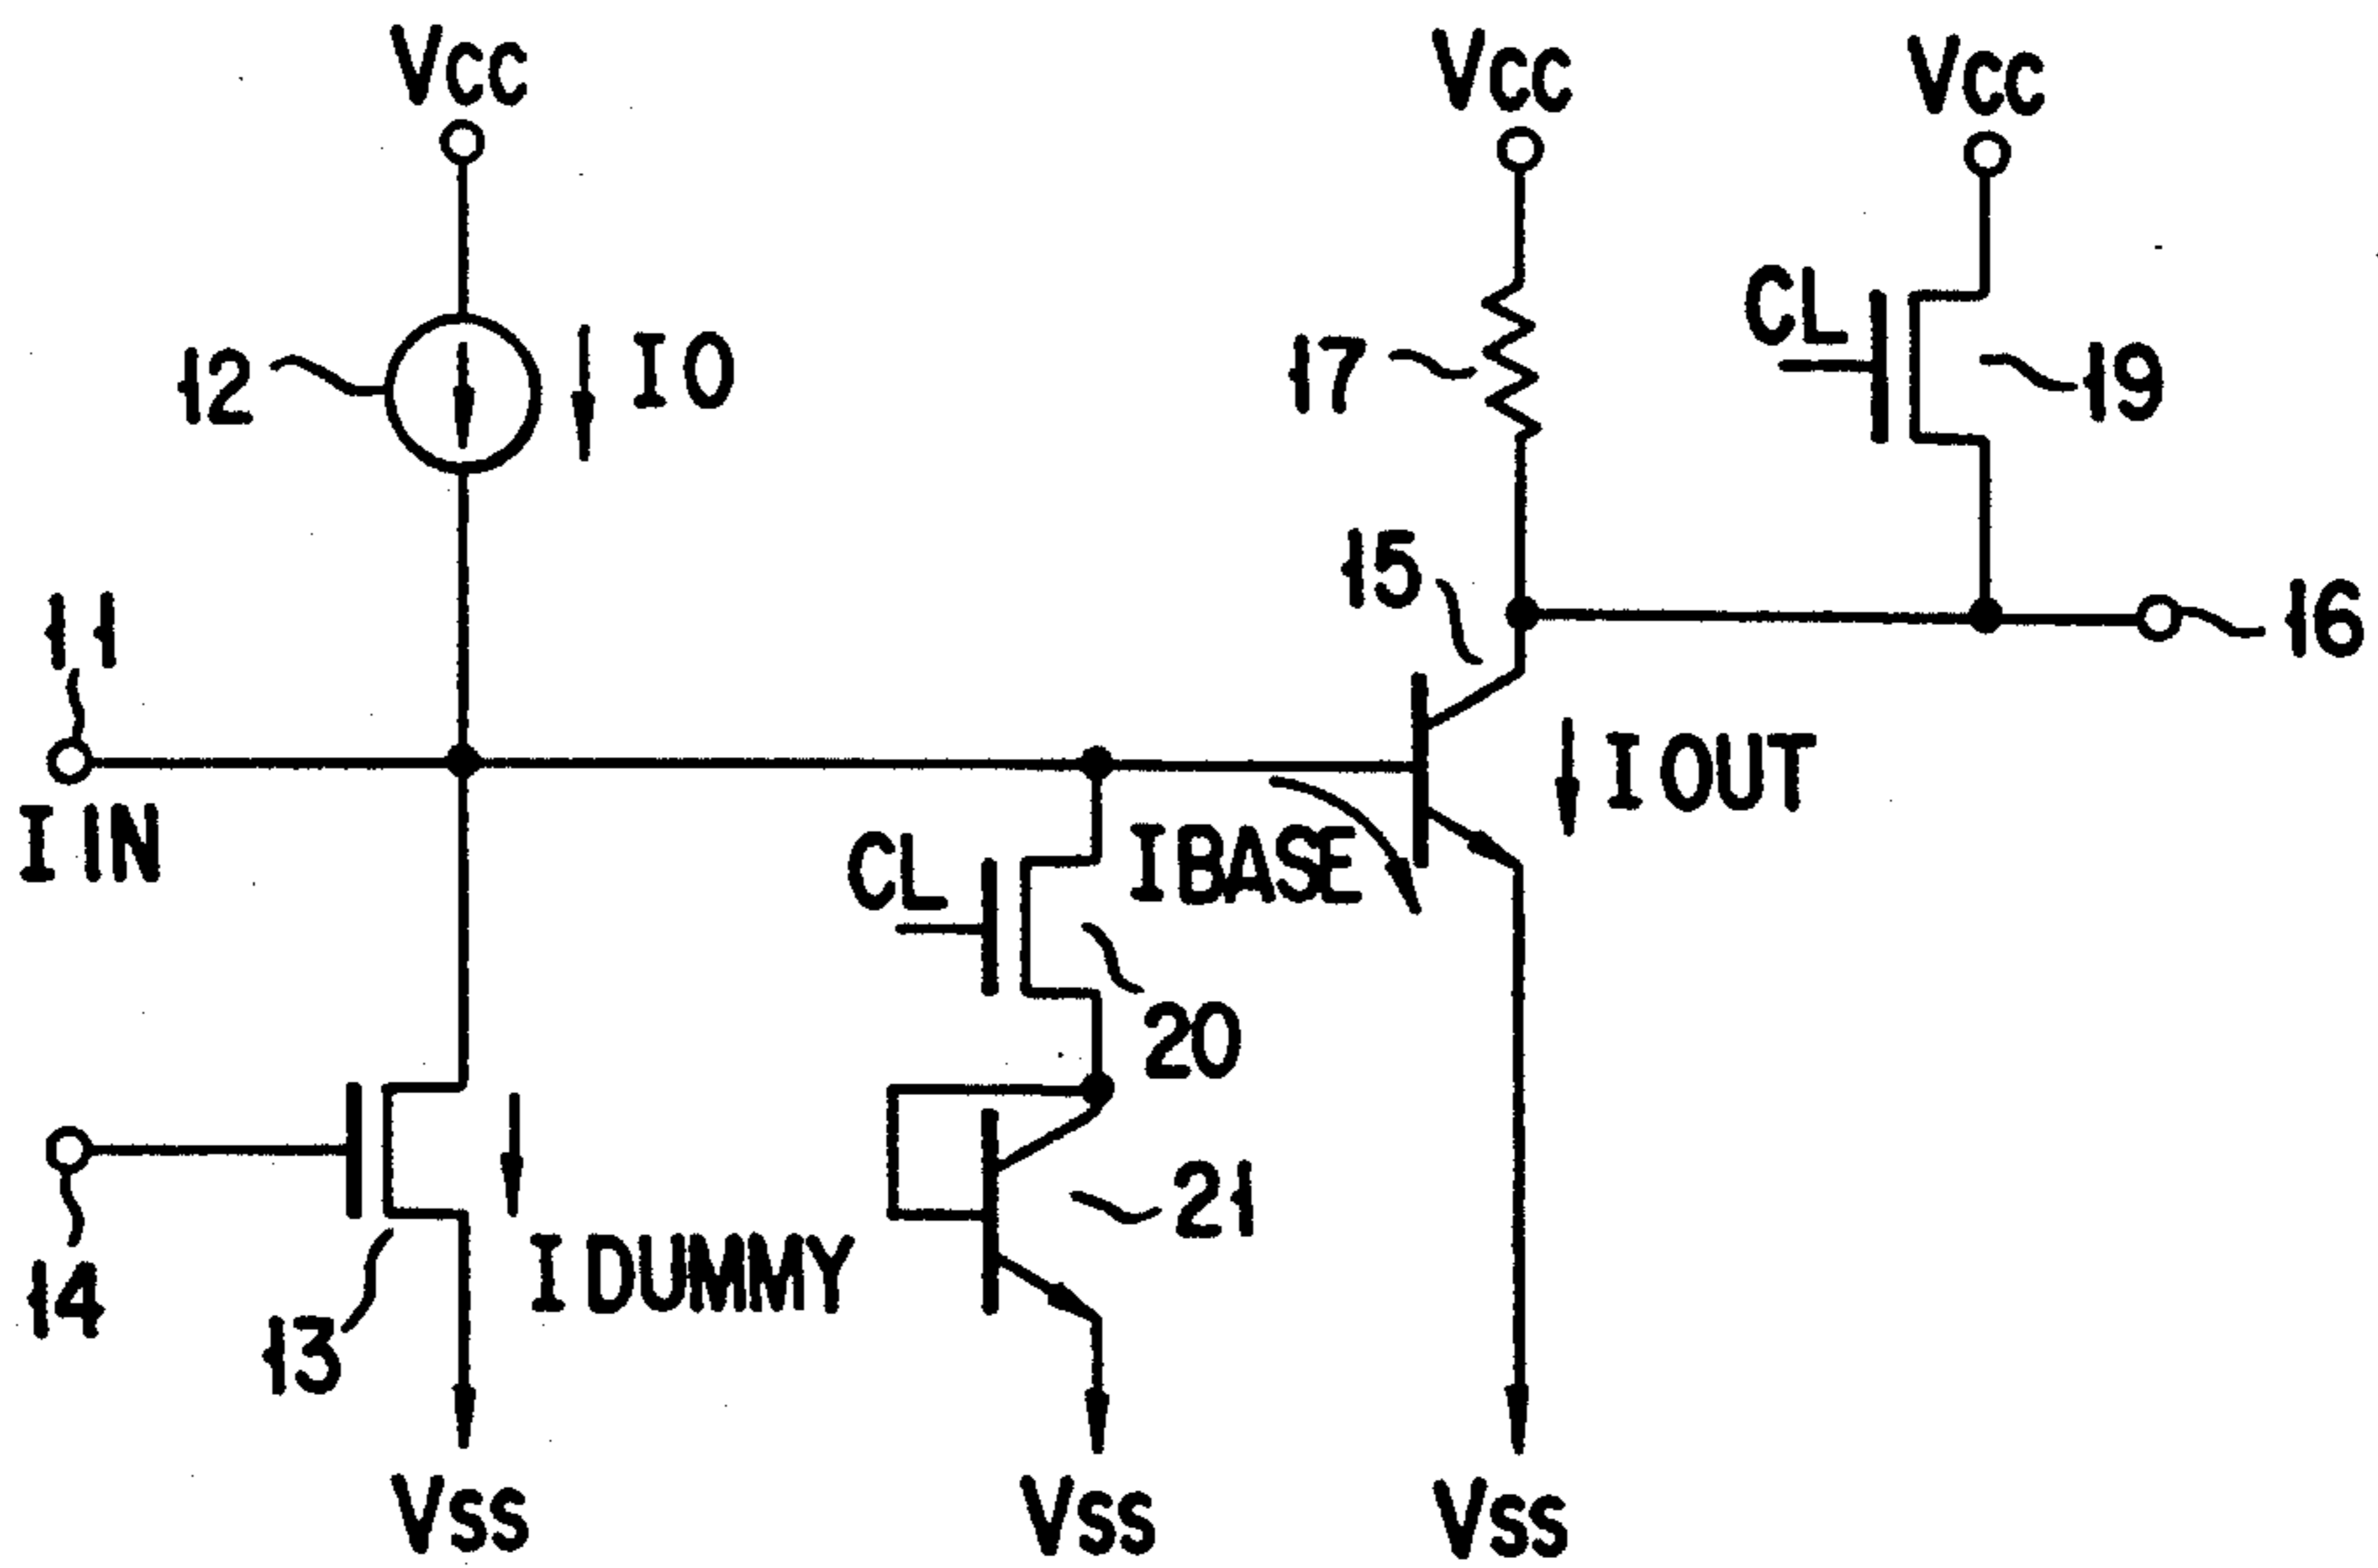 VCC
VCC
VCC
12
IO
17
CL
19
11
15
16
IIN
CL
IBASE
IOUT
20
14
13
IDUMMY
21
VSS
VSS
VSS